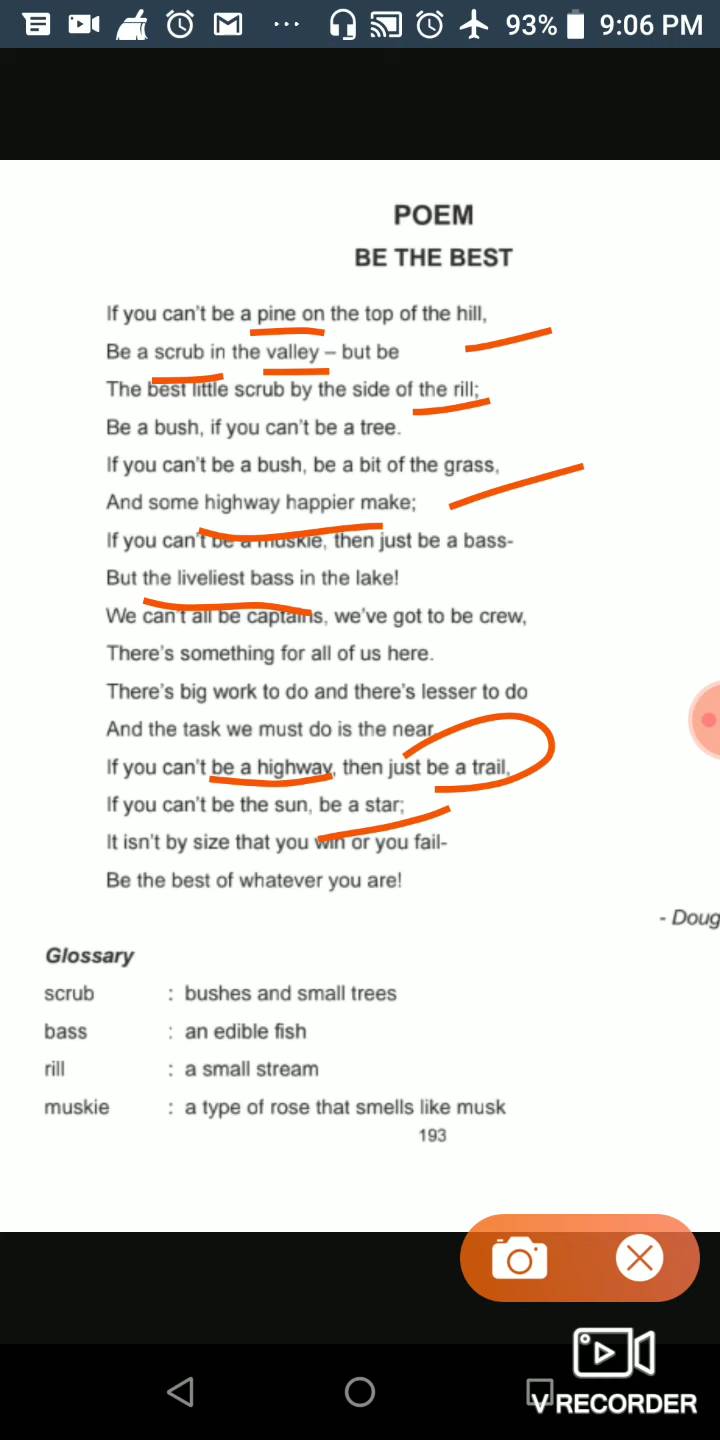 93% 9:06 PM
POEM
BE THE BEST
If you can't be a pine on the top of the hill,
Be a scrub in the valley – but be
The best little scrub by the side of the rill;
Be a bush, if you can't be a tree.
If you can't be a bush, be a bit of the grass,
And some highway happier make;
If you can't be a muskie, then just be a bass-
But the liveliest bass in the lake!
We can't all be captains, we've got to be crew,
There's something for all of us here.
There's big work to do and there's lesser to do
And the task we must do is the near.
If you can't be a highway, then just be a trail,
If you can't be the sun, be a star;
It isn't by size that you win or you fail-
Be the best of whatever you are!
- Doug
Glossary
scrub : bushes and small trees
bass : an edible fish
rill : a small stream
muskie : a type of rose that smells like musk
193
V RECORDER